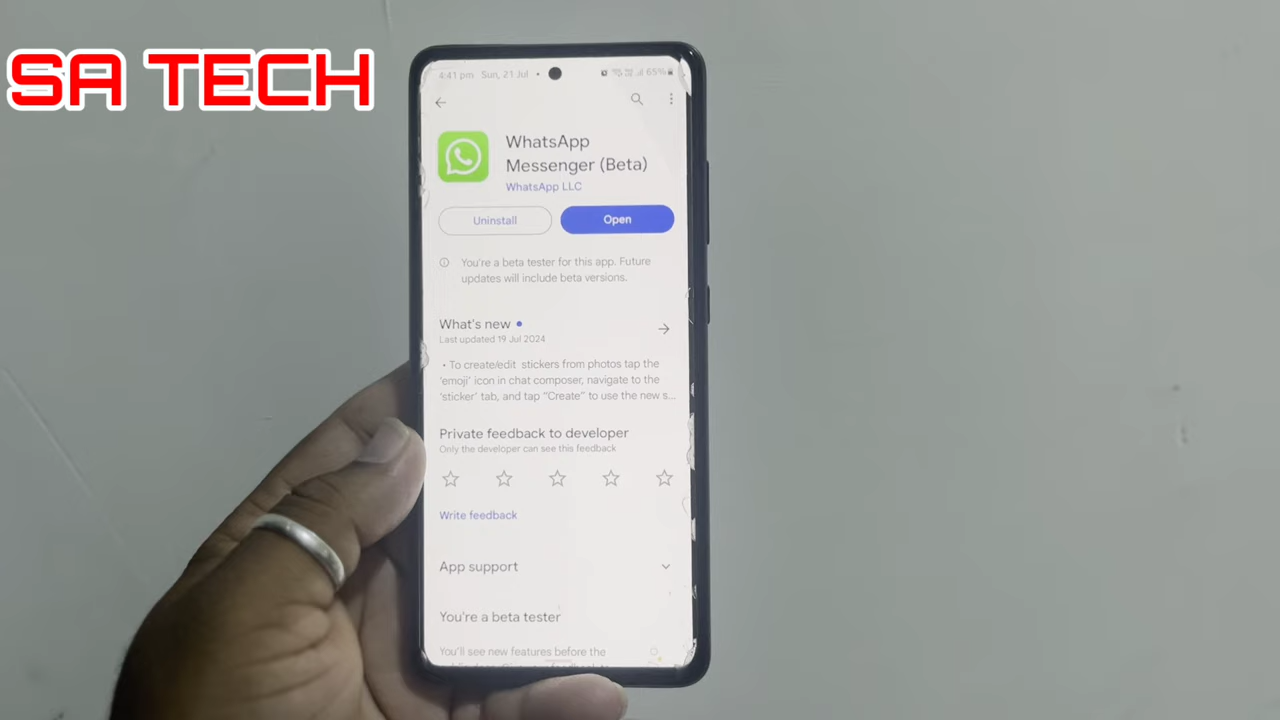 SA TECH
4:41 pm Sun, 21 Jul • 65%
WhatsApp
Messenger (Beta)
WhatsApp LLC
Uninstall
Open
You're a beta tester for this app. Future
updates will include beta versions.
What's new •
Last updated 19 Jul 2024
• To create/edit stickers from photos tap the
'emoji' icon in chat composer, navigate to the
'sticker' tab, and tap "Create" to use the new s...
Private feedback to developer
Only the developer can see this feedback
Write feedback
App support
You're a beta tester
You'll see new features before the